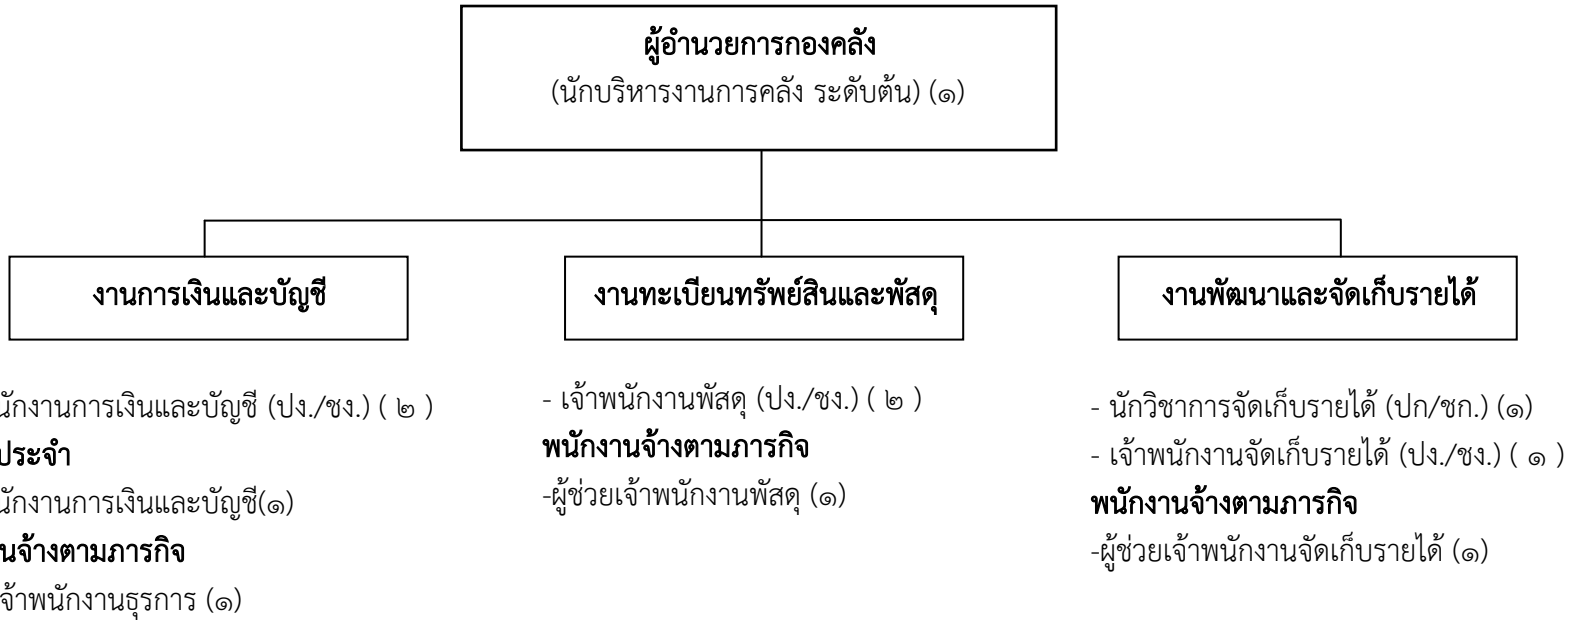 ผู้อำนวยการกองคลัง
(นักบริหารงานการคลัง ระดับต้น) (๑)
งานการเงินและบัญชี
นักงานการเงินและบัญชี (ปง./ชง.) ( ๒ )
ประจำ
นักงานการเงินและบัญชี(๑)
นจ้างตามภารกิจ
จ้าพนักงานธุรการ (๑)
งานทะเบียนทรัพย์สินและพัสดุ
- เจ้าพนักงานพัสดุ (ปง./ชง.) ( ๒ )
พนักงานจ้างตามภารกิจ
-ผู้ช่วยเจ้าพนักงานพัสดุ (๑)
งานพัฒนาและจัดเก็บรายได้
- นักวิชาการจัดเก็บรายได้ (ปก/ชก.) (๑)
- เจ้าพนักงานจัดเก็บรายได้ (ปง./ชง.) ( ๑ )
พนักงานจ้างตามภารกิจ
-ผู้ช่วยเจ้าพนักงานจัดเก็บรายได้ (๑)